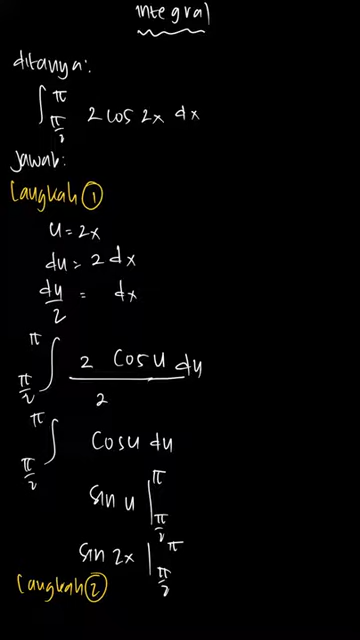 integral
ditanya:
∫_{π/2}^{π} 2 cos 2x dx
Jawab:
Langkah ①
u = 2x
du = 2 dx
du/2 = dx
∫_{π/2}^{π} 2 cos u du / 2
∫_{π/2}^{π} cos u du
sin u |_{π/2}^{π}
sin 2x |_{π/2}^{π}
Langkah ②